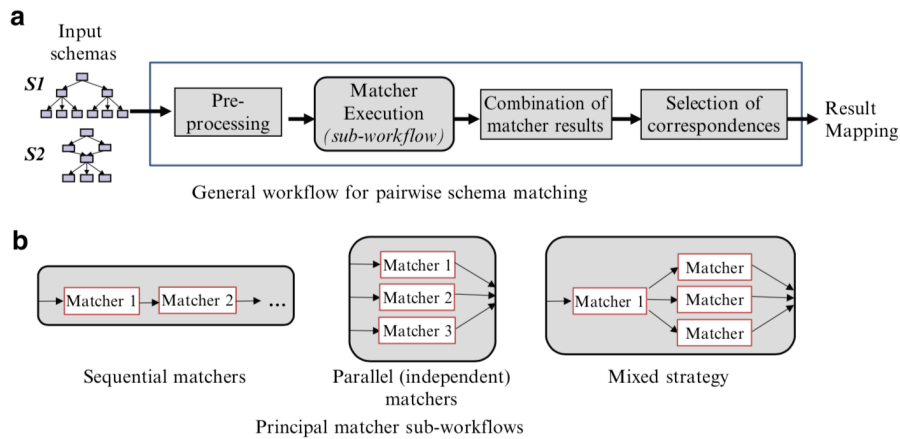 a
Input
schemas
S1
S2
Pre-
processing
Matcher
Execution
(sub-workflow)
Combination of
matcher results
Selection of
correspondences
Result
Mapping
General workflow for pairwise schema matching
b
Matcher 1
Matcher 2
...
Sequential matchers
Matcher 1
Matcher 2
Matcher 3
Parallel (independent)
matchers
Matcher 1
Matcher
Matcher
Matcher
Mixed strategy
Principal matcher sub-workflows